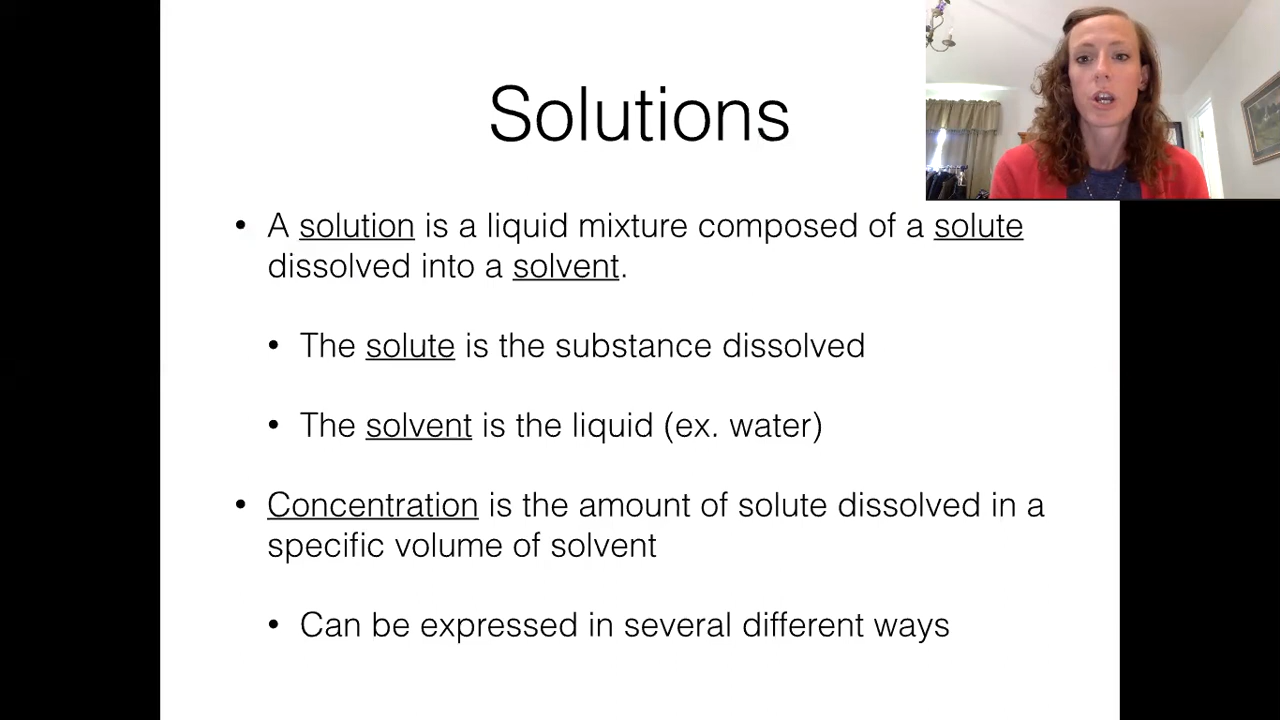 Solutions
• A solution is a liquid mixture composed of a solute
dissolved into a solvent.
• The solute is the substance dissolved
• The solvent is the liquid (ex. water)
• Concentration is the amount of solute dissolved in a
specific volume of solvent
• Can be expressed in several different ways